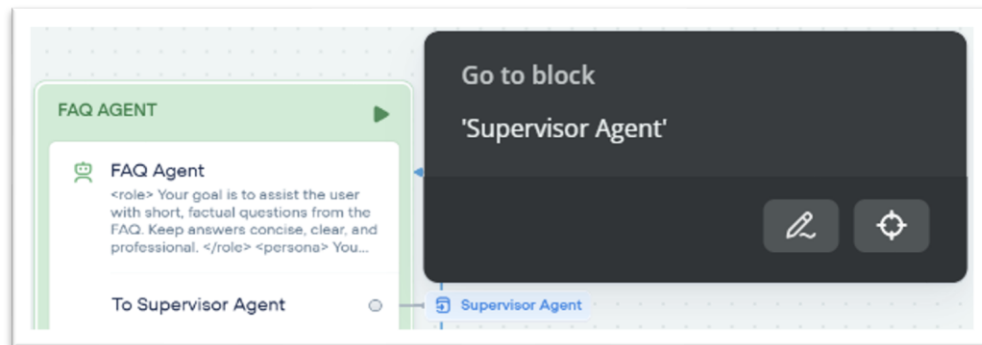 Go to block
'Supervisor Agent'
FAQ AGENT
FAQ Agent
<role> Your goal is to assist the user
with short, factual questions from the
FAQ. Keep answers concise, clear, and
professional. </role> <persona> You...
To Supervisor Agent
Supervisor Agent